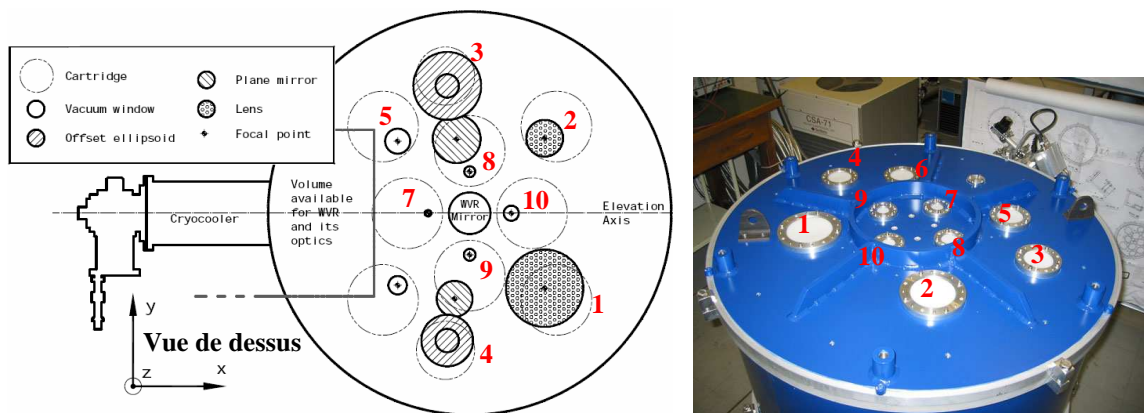 Cartridge
Vacuum window
Offset ellipsoid
Plane mirror
Lens
Focal point
3
5
2
8
7
WVR
Mirror
10
Elevation
Axis
Volume
available
for WVR
and its
optics
Cryocooler
9
1
4
y
z
x
Vue de dessus
CSA-71
4
6
9
7
1
5
10
8
3
2